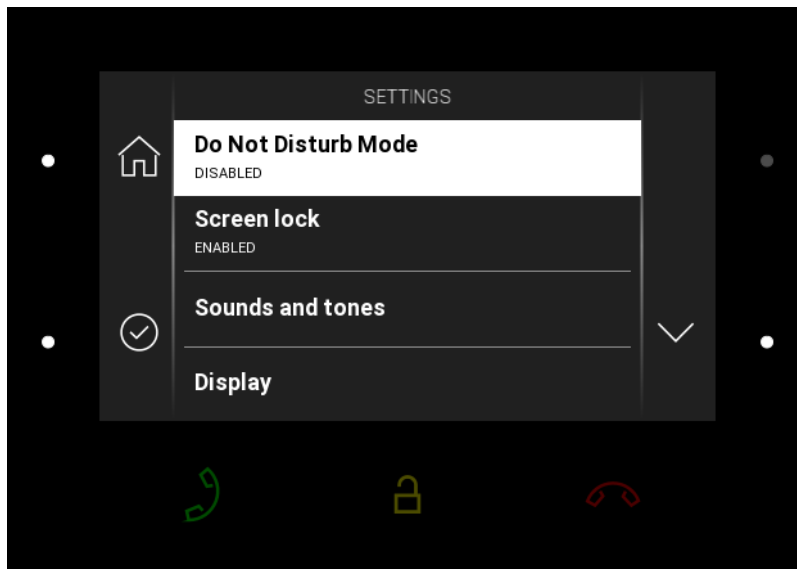 SETTINGS
Do Not Disturb Mode
DISABLED
Screen lock
ENABLED
Sounds and tones
Display